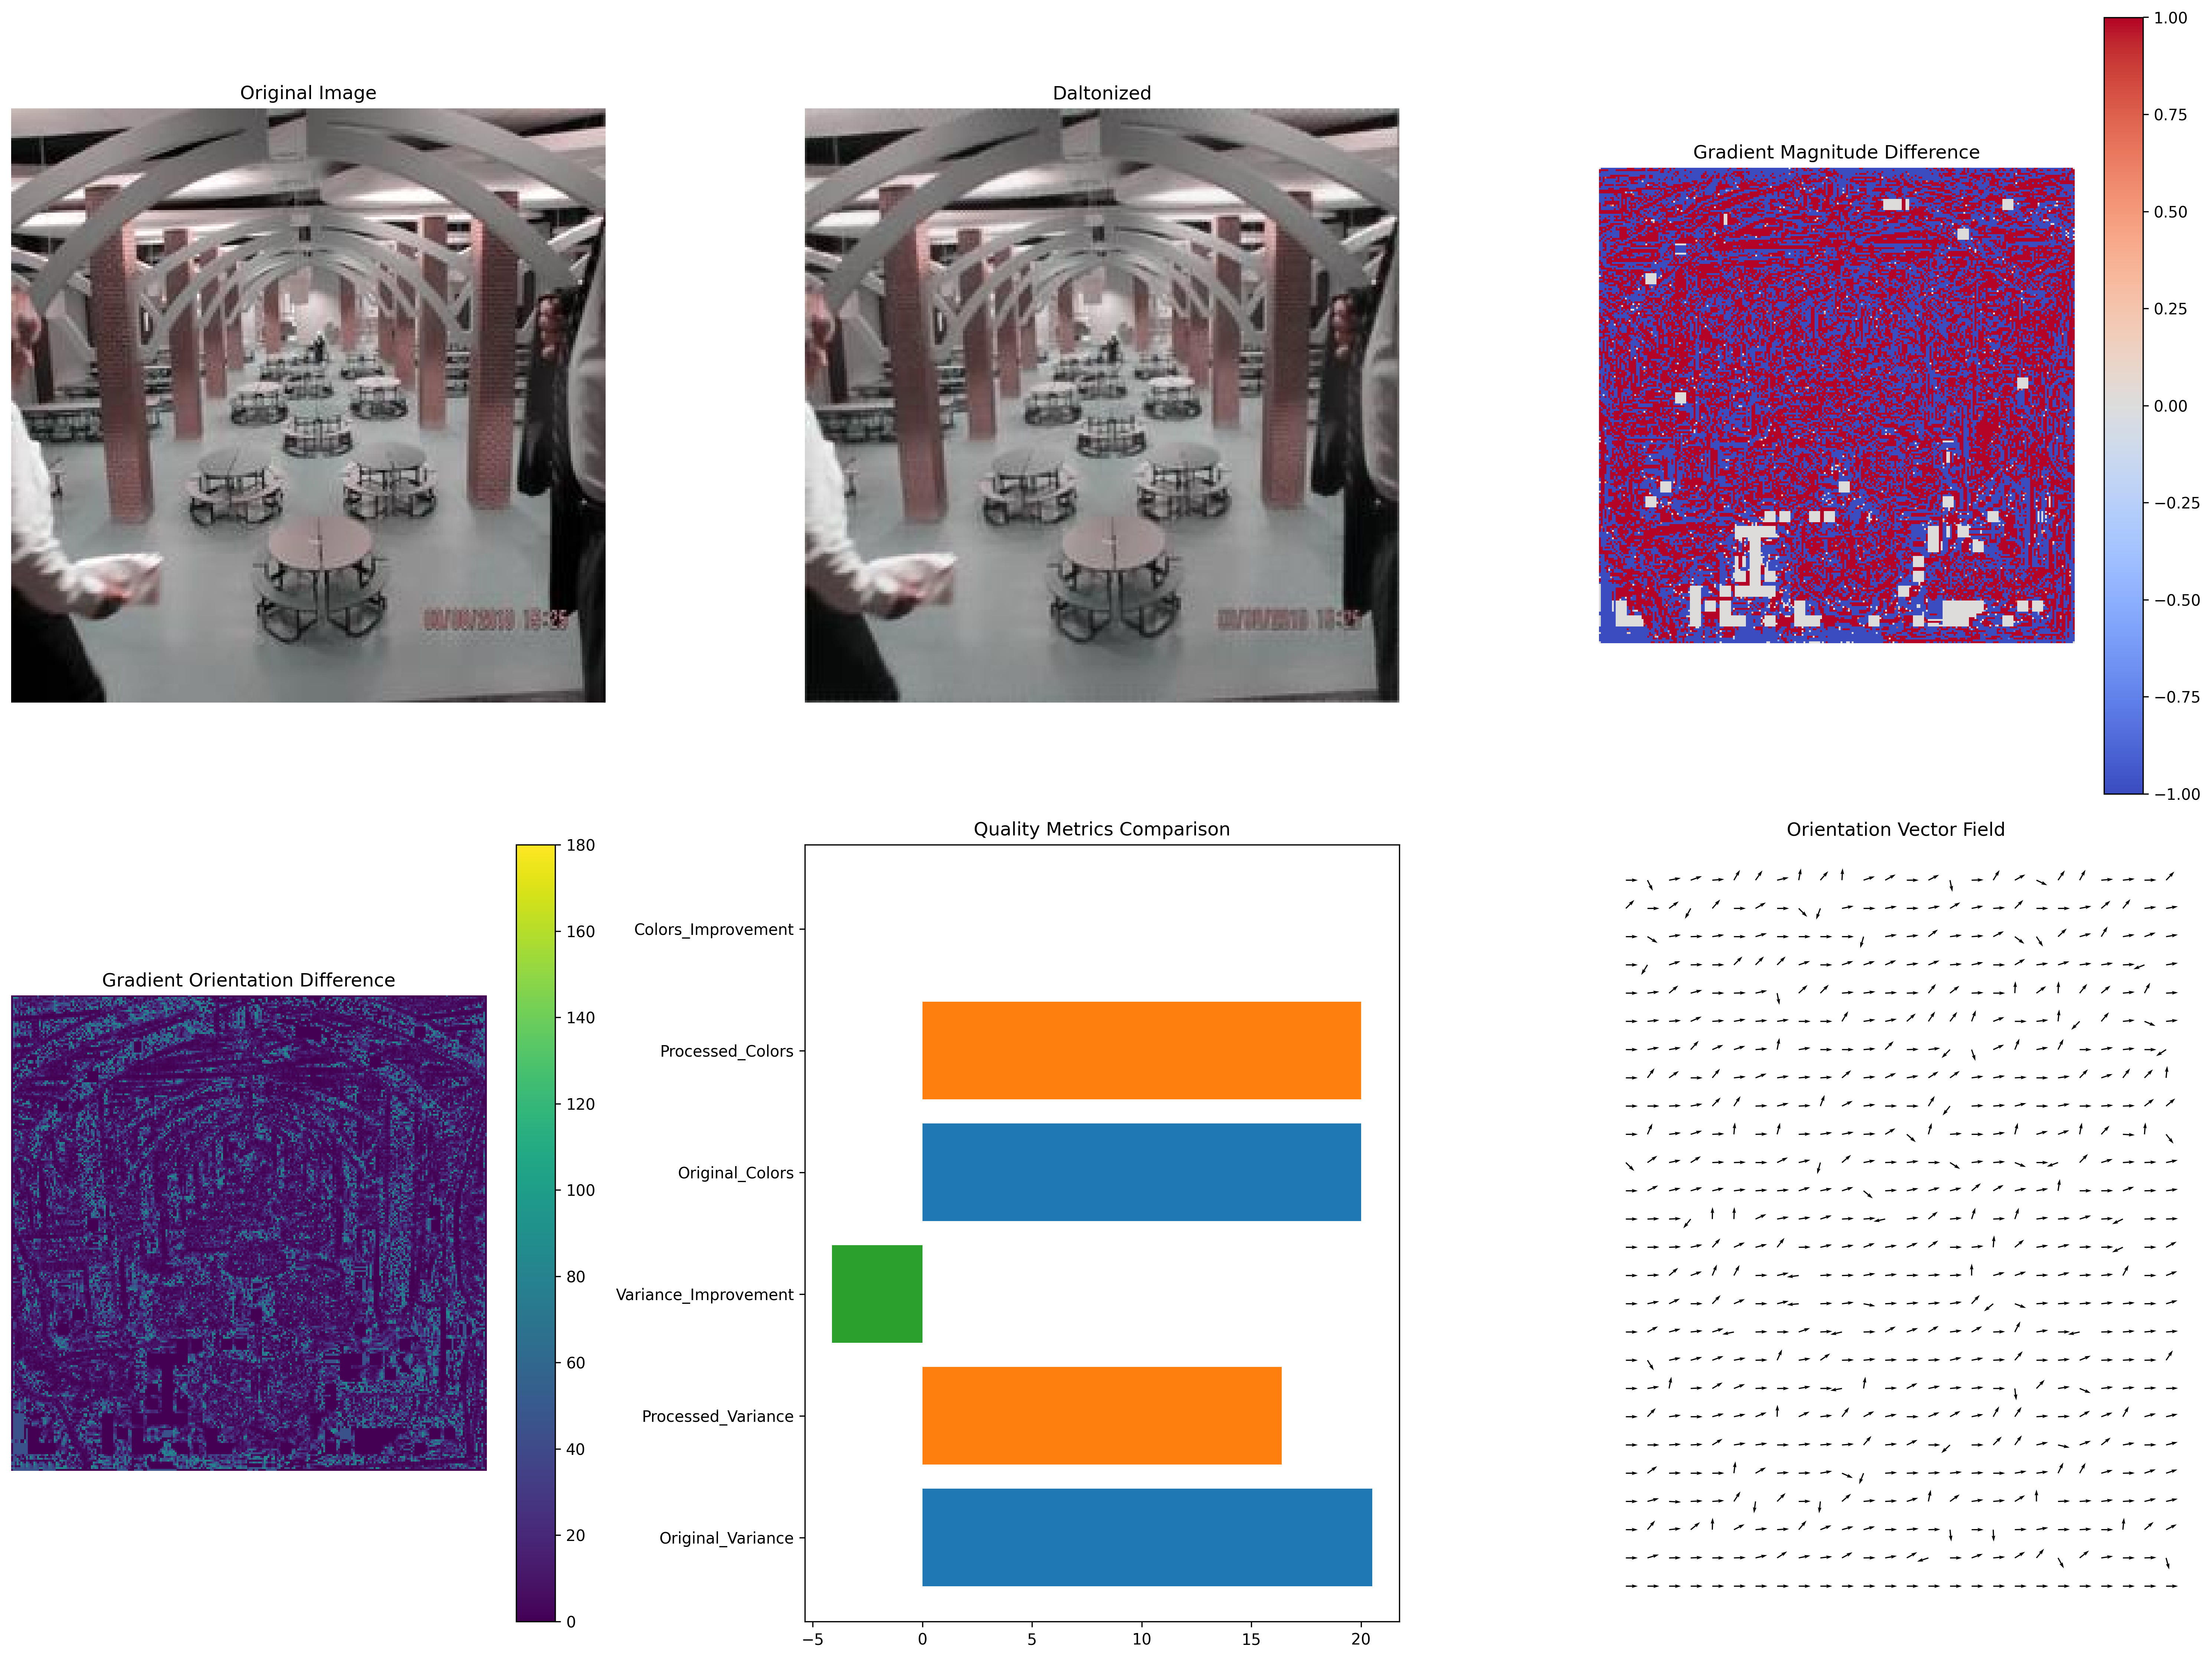 Original Image
Daltonized
Gradient Magnitude Difference
1.00
0.75
0.50
0.25
0.00
−0.25
−0.50
−0.75
−1.00
Gradient Orientation Difference
180
160
140
120
100
80
60
40
20
0
Quality Metrics Comparison
Colors_Improvement
Processed_Colors
Original_Colors
Variance_Improvement
Processed_Variance
Original_Variance
−5
0
5
10
15
20
Orientation Vector Field